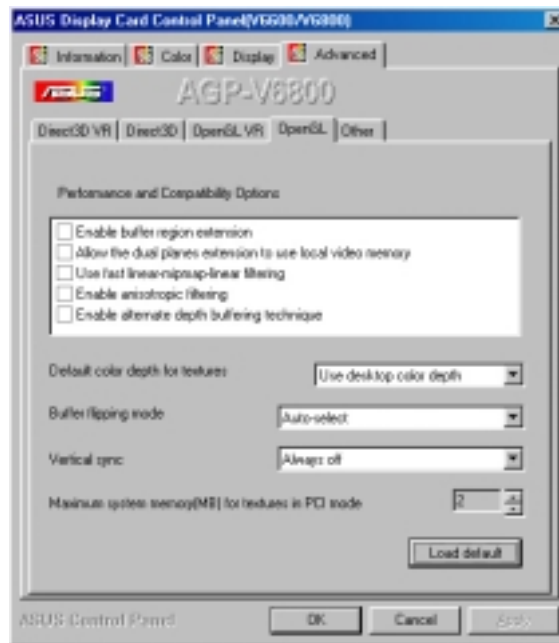 ASUS Display Card Control Panel(V6600/V6800)
Information Color Display Advanced
ASUS AGP-V6800
Direct3D VR Direct3D OpenGL VR OpenGL Other
Performance and Compatibility Options
Enable buffer region extension
Allow the dual planes extension to use local video memory
Use fast linear-mipmap-linear filtering
Enable anisotropic filtering
Enable alternate depth buffering technique
Default color depth for textures Use desktop color depth
Buffer flipping mode Auto-select
Vertical sync Always off
Maximum system memory(MB) for textures in PCI mode 2
Load default
ASUS Control Panel OK Cancel Apply